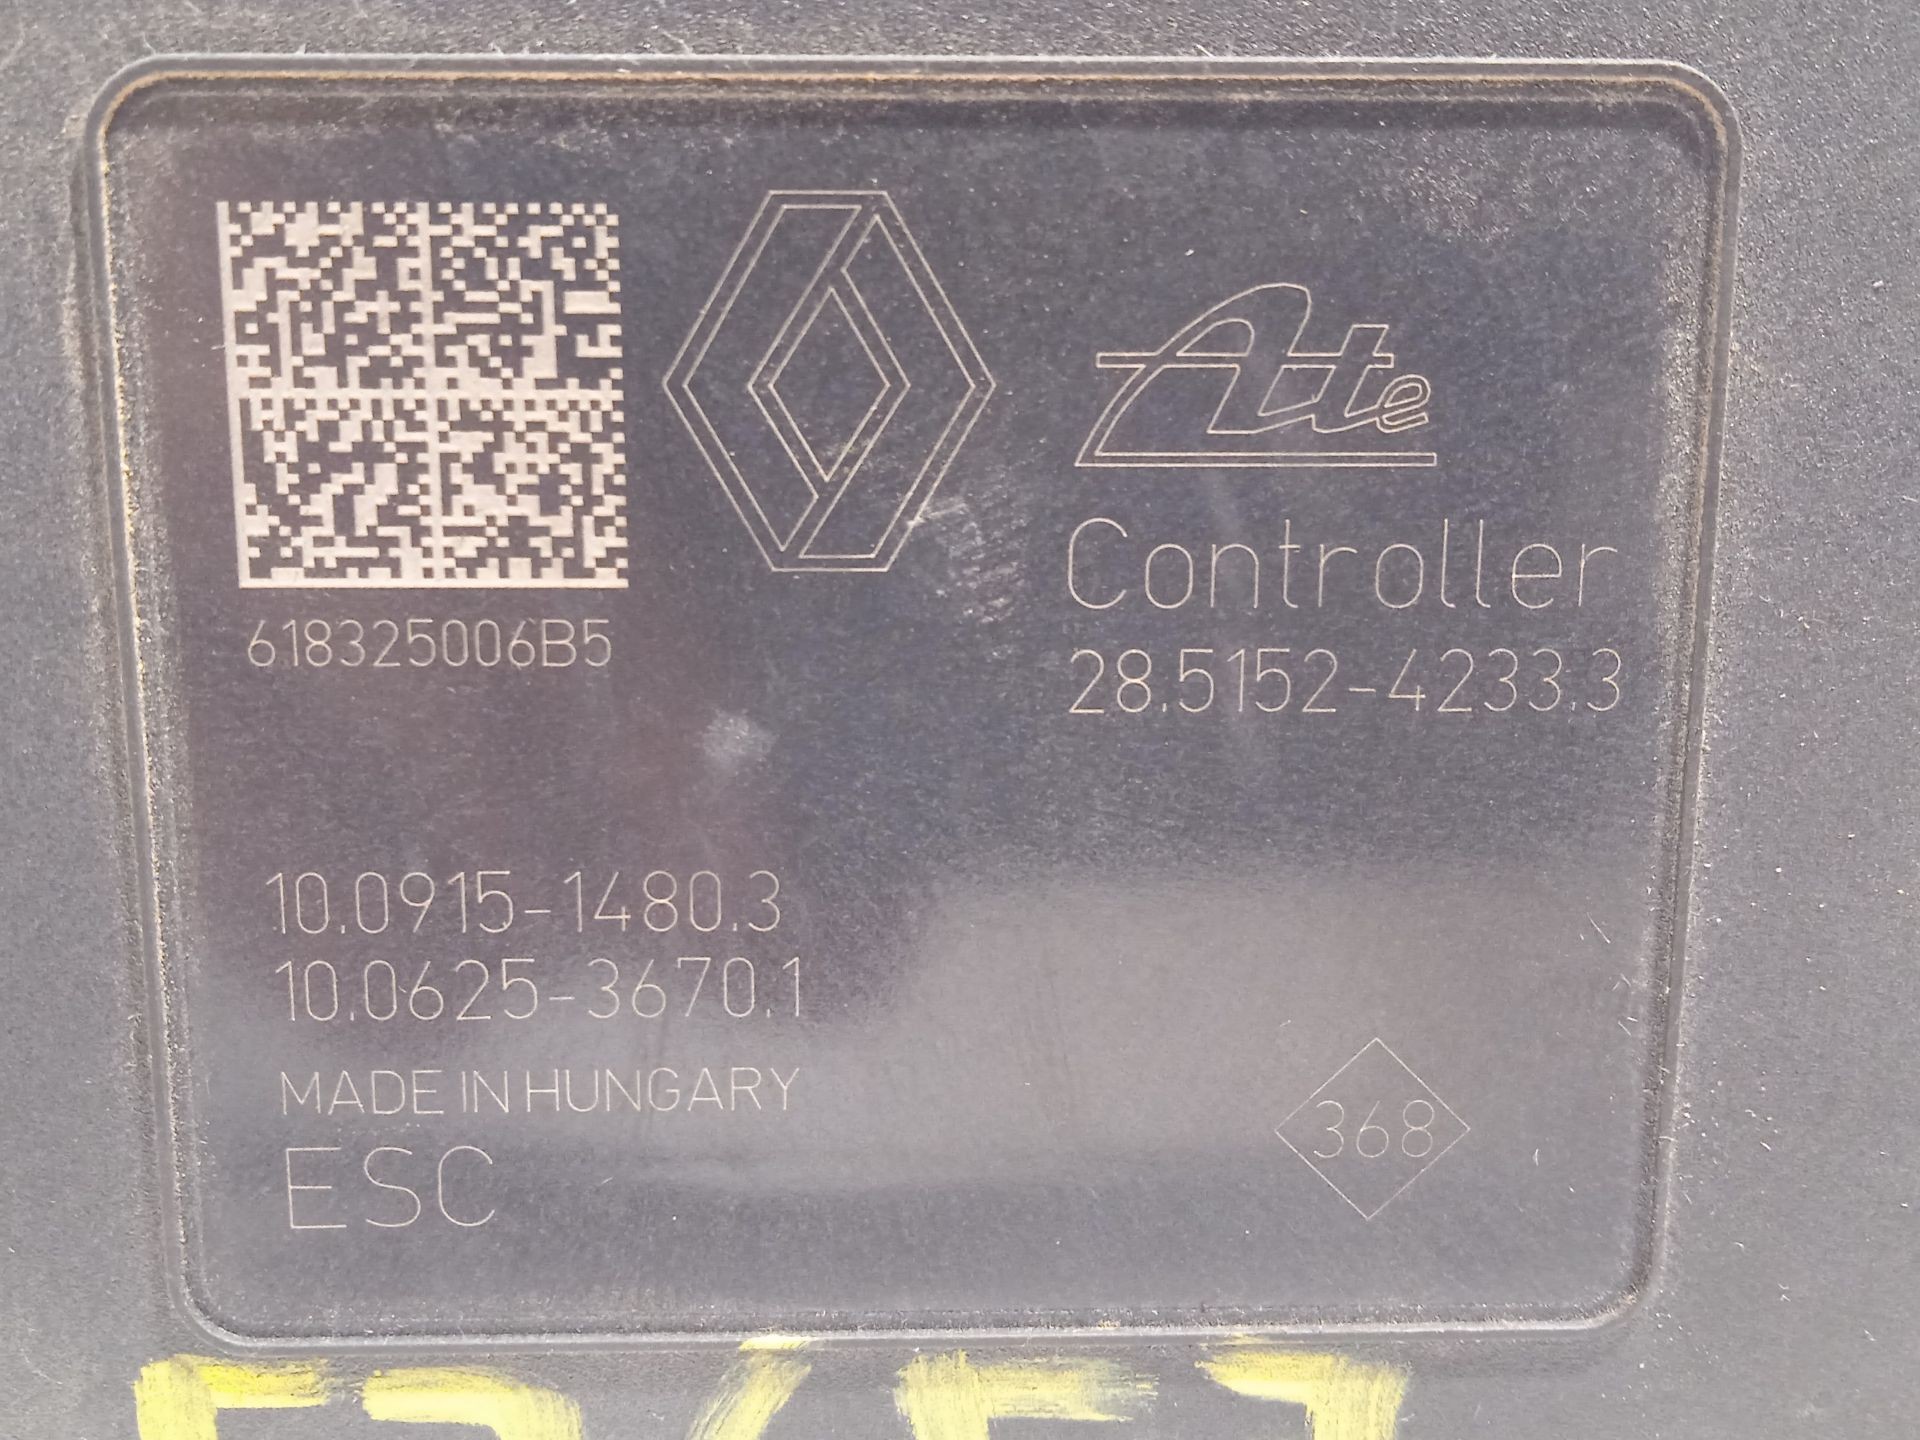 Ate
Controller
618325006B5
28.5152-4233.3
10.0915-1480.3
10.0625-3670.1
MADE IN HUNGARY
368
ESC